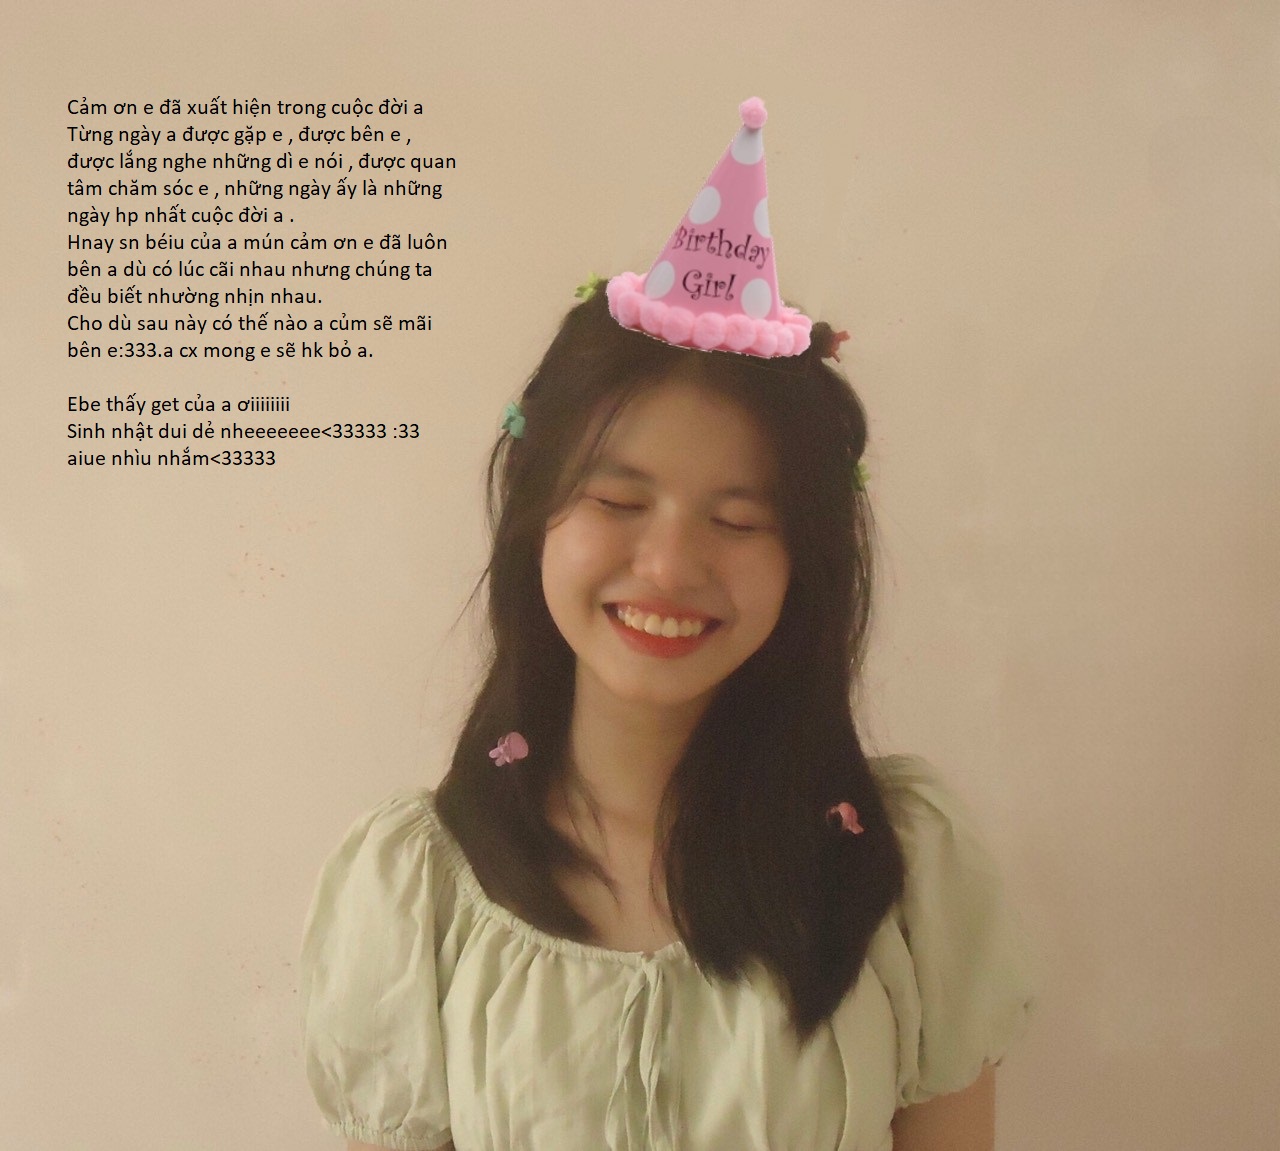 Cảm ơn e đã xuất hiện trong cuộc đời a
Từng ngày a được gặp e , được bên e ,
được lắng nghe những dì e nói , được quan
tâm chăm sóc e , những ngày ấy là những
ngày hp nhất cuộc đời a .
Hnay sn béiu của a mún cảm ơn e đã luôn
bên a dù có lúc cãi nhau nhưng chúng ta
đều biết nhường nhịn nhau.
Cho dù sau này có thế nào a củm sẽ mãi
bên e:333.a cx mong e sẽ hk bỏ a.
Ebe thấy get của a ơiiiiiiii
Sinh nhật dui dẻ nheeeeeee<33333 :33
aiue nhìu nhắm<33333
Birthday
Girl